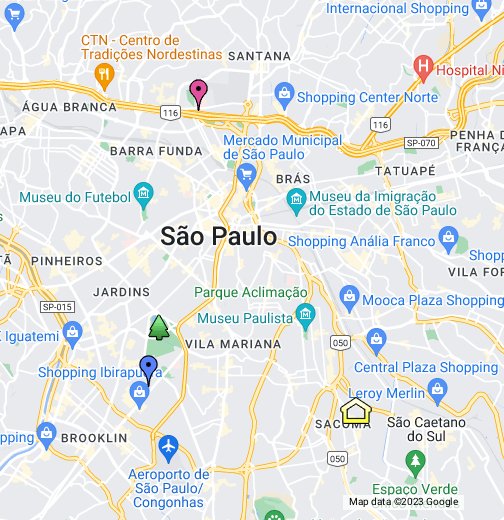 Internacional Shopping
CTN - Centro de
Tradições Nordestinas
SANTANA
Hospital Ni
Shopping Center Norte
ÁGUA BRANCA
116
116
APA
SP-070
PENHA D
FRANÇA
Mercado Municipal
de São Paulo
BARRA FUNDA
TATUAPÉ
BRÁS
Museu do Futebol
Museu da Imigração
do Estado de São Paulo
São Paulo
Shopping Anália Franco
TÃ
PINHEIROS
VILA FOR
JARDINS
Parque Aclimação
Mooca Plaza Shopping
SP-015
Museu Paulista
K Iguatemi
VILA MARIANA
050
Shopping Ibirapuera
Central Plaza Shopping
Leroy Merlin
050
SACOMÃ
São Caetano
do Sul
hopping
BROOKLIN
050
Aeroporto de
São Paulo/
Congonhas
Espaço Verde
Map data ©2023 Google